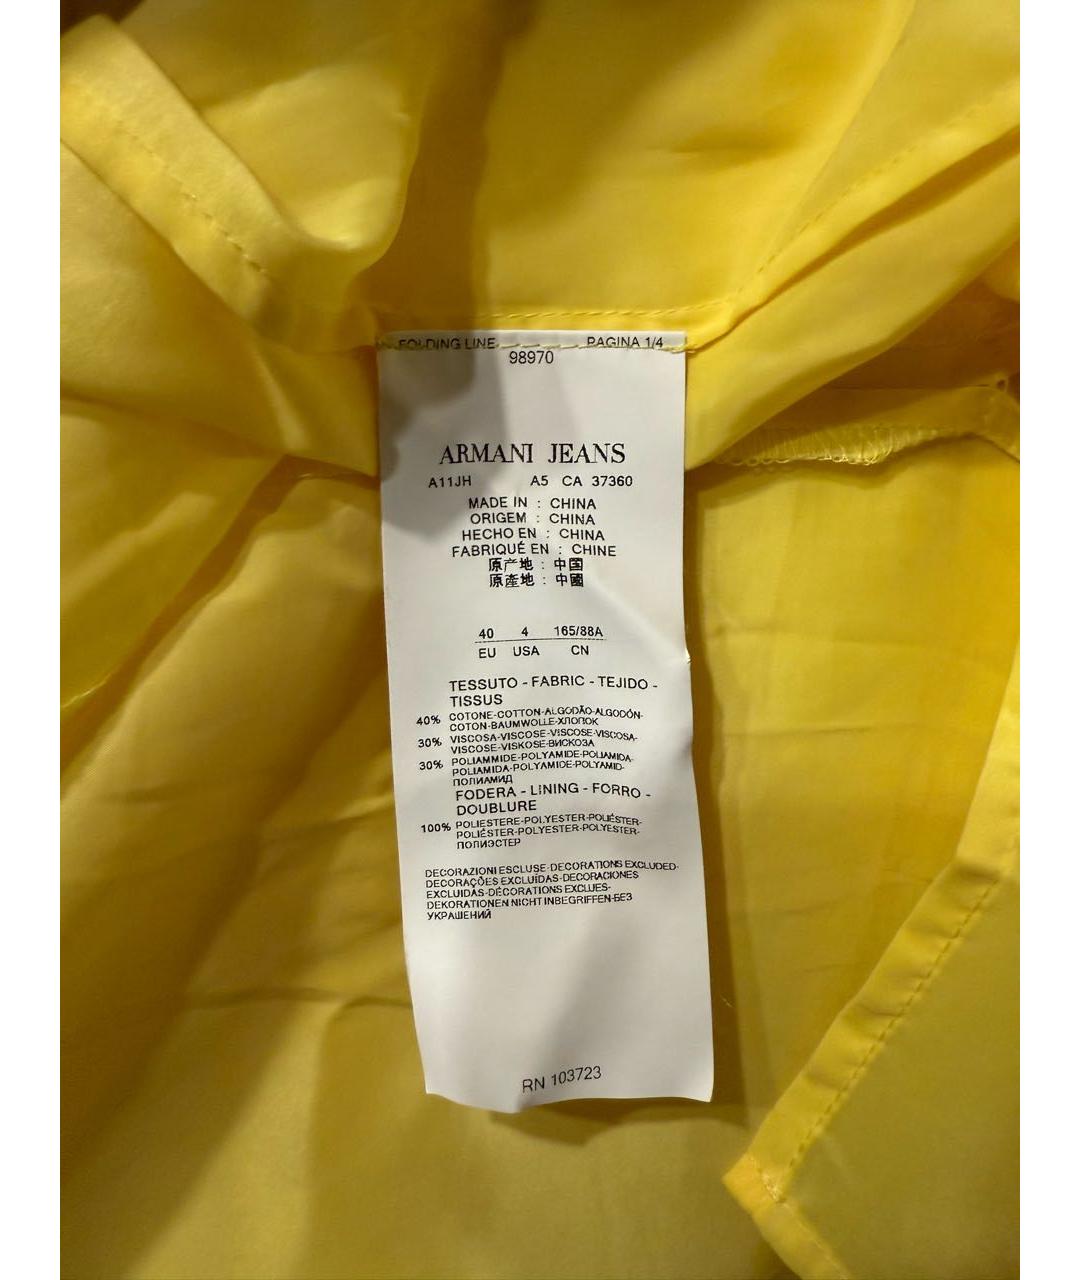 FOLDING LINE PAGINA 1/4
98970
ARMANI JEANS
A11JH A5 CA 37360
MADE IN : CHINA
ORIGEM : CHINA
HECHO EN : CHINA
FABRIQUÉ EN : CHINE
原产地 : 中国
原產地 : 中國
40 4 165/88A
EU USA CN
TESSUTO - FABRIC - TEJIDO -
TISSUS
40% COTONE-COTTON-ALGODÃO-ALGODÓN-
COTON-BAUMWOLLE-ХЛОПОК
30% VISCOSA-VISCOSE-VISCOSE-VISCOSA-
VISCOSE-VISKOSE-ВИСКОЗА
30% POLIAMMIDE-POLYAMIDE-POLIAMIDA-
POLIAMIDA-POLYAMIDE-POLYAMID-
ПОЛИАМИД
FODERA - LINING - FORRO -
DOUBLURE
100% POLIESTERE-POLYESTER-POLIÉSTER-
POLIÉSTER-POLYESTER-POLYESTER-
ПОЛИЭСТЕР
DECORAZIONI ESCLUSE-DECORATIONS EXCLUDED-
DECORAÇÕES EXCLUÍDAS-DECORACIONES
EXCLUIDAS-DÉCORATIONS EXCLUES-
DEKORATIONEN NICHT INBEGRIFFEN-БЕЗ
УКРАШЕНИЙ
RN 103723